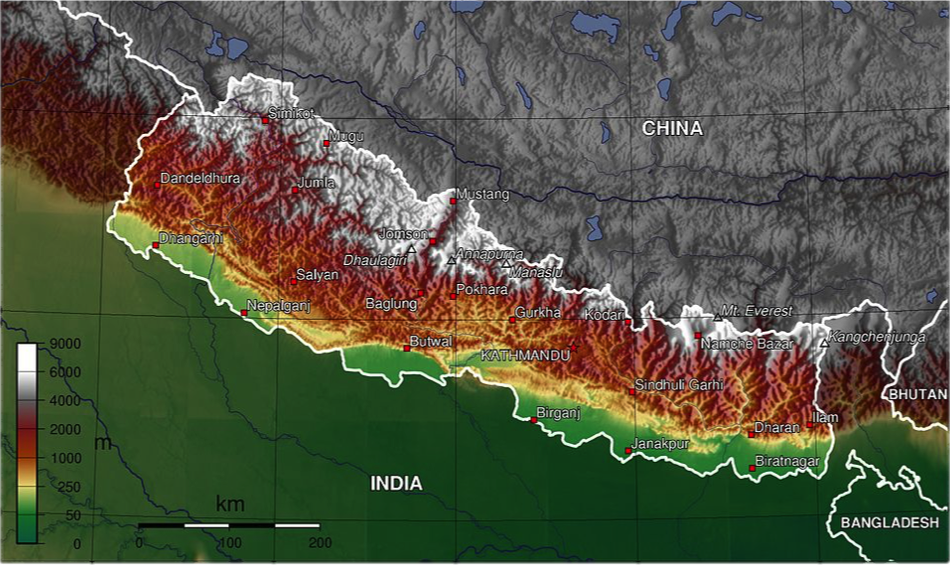 Simikot
CHINA
Mugu
Dandeldhura
Jumla
Mustang
Jomson
Dhangarhi
Annapurna
Dhaulagiri
Manaslu
Salyan
Pokhara
Baglung
Nepalganj
Gurkha
Kodari
Mt. Everest
Kangchenjunga
Butwal
KATHMANDU
Namche Bazar
Sindhuli Garhi
BHUTAN
Birganj
Ilam
Dharan
Janakpur
Biratnagar
INDIA
BANGLADESH
9000
6000
4000
2000
1000
250
50
0
m
km
0 100 200